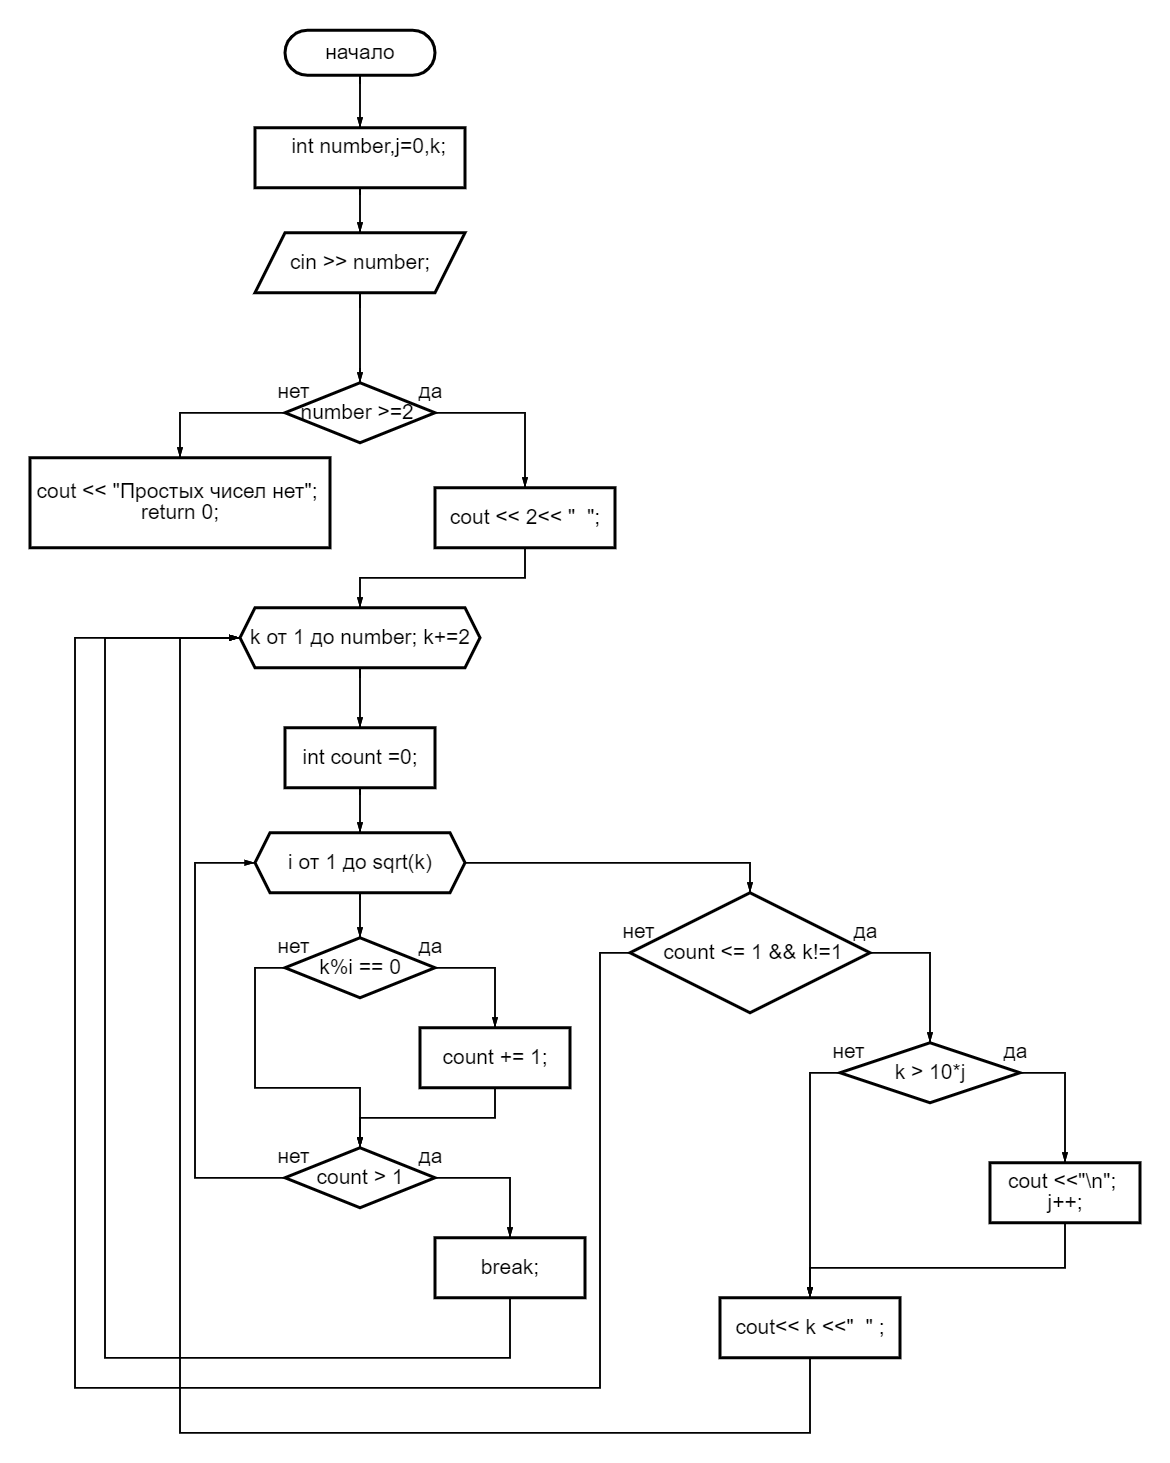 начало
int number,j=0,k;
cin >> number;
нет
да
number >=2
cout << "Простых чисел нет";
return 0;
cout << 2<< "  ";
k от 1 до number; k+=2
int count =0;
i от 1 до sqrt(k)
нет
да
k%i == 0
count += 1;
нет
да
count > 1
break;
нет
да
count <= 1 && k!=1
нет
да
k > 10*j
cout <<"\n";
j++;
cout<< k <<"  " ;